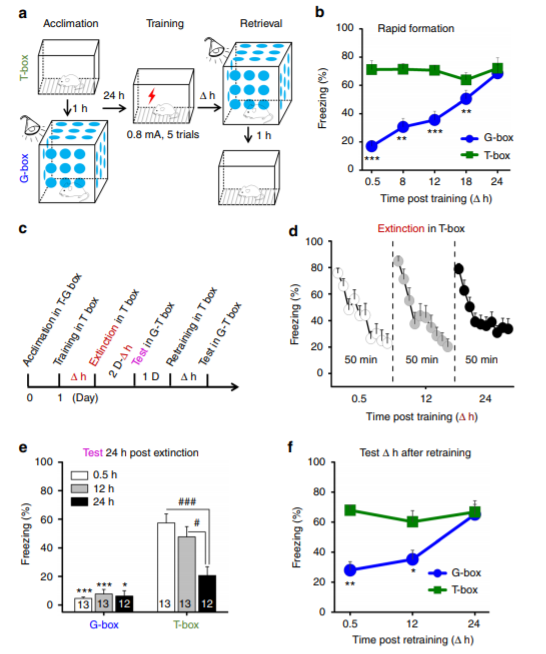 a
Acclimation Training Retrieval
T-box
1 h
24 h
Δ h
0.8 mA, 5 trials
1 h
G-box
b
Rapid formation
Freezing (%)
100
80
60
40
20
0
***
**
***
**
G-box
T-box
0.5 8 12 18 24
Time post training (Δ h)
c
Acclimation in T-G box
Training in T box
Extinction in T box
Test in G-T box
Retraining in T box
Test in G-T box
Δ h
2 D-Δ h
1 D
Δ h
0 1 (Day)
d
Extinction in T-box
Freezing (%)
100
80
60
40
20
0
50 min 50 min 50 min
0.5 12 24
Time post training (Δ h)
e
Test 24 h post extinction
Freezing (%)
100
80
60
40
20
0
0.5 h
12 h
24 h
###
#
*** *** *
13 13 12 13 13 12
G-box T-box
f
Test Δ h after retraining
Freezing (%)
100
80
60
40
20
0
**
*
G-box
T-box
0.5 12 24
Time post retraining (Δ h)